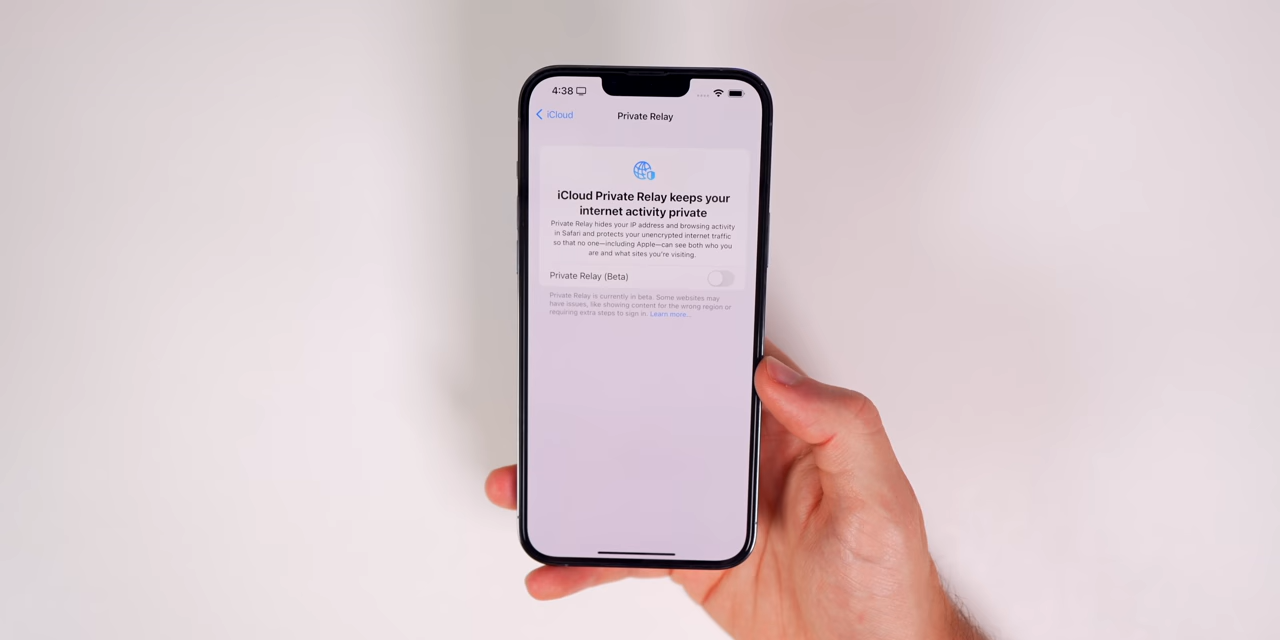 4:38
iCloud
Private Relay
iCloud Private Relay keeps your
internet activity private
Private Relay hides your IP address and browsing activity
in Safari and protects your unencrypted internet traffic
so that no one—including Apple—can see both who you
are and what sites you're visiting.
Private Relay (Beta)
Private Relay is currently in beta. Some websites may
have issues, like showing content for the wrong region or
requiring extra steps to sign in. Learn more...